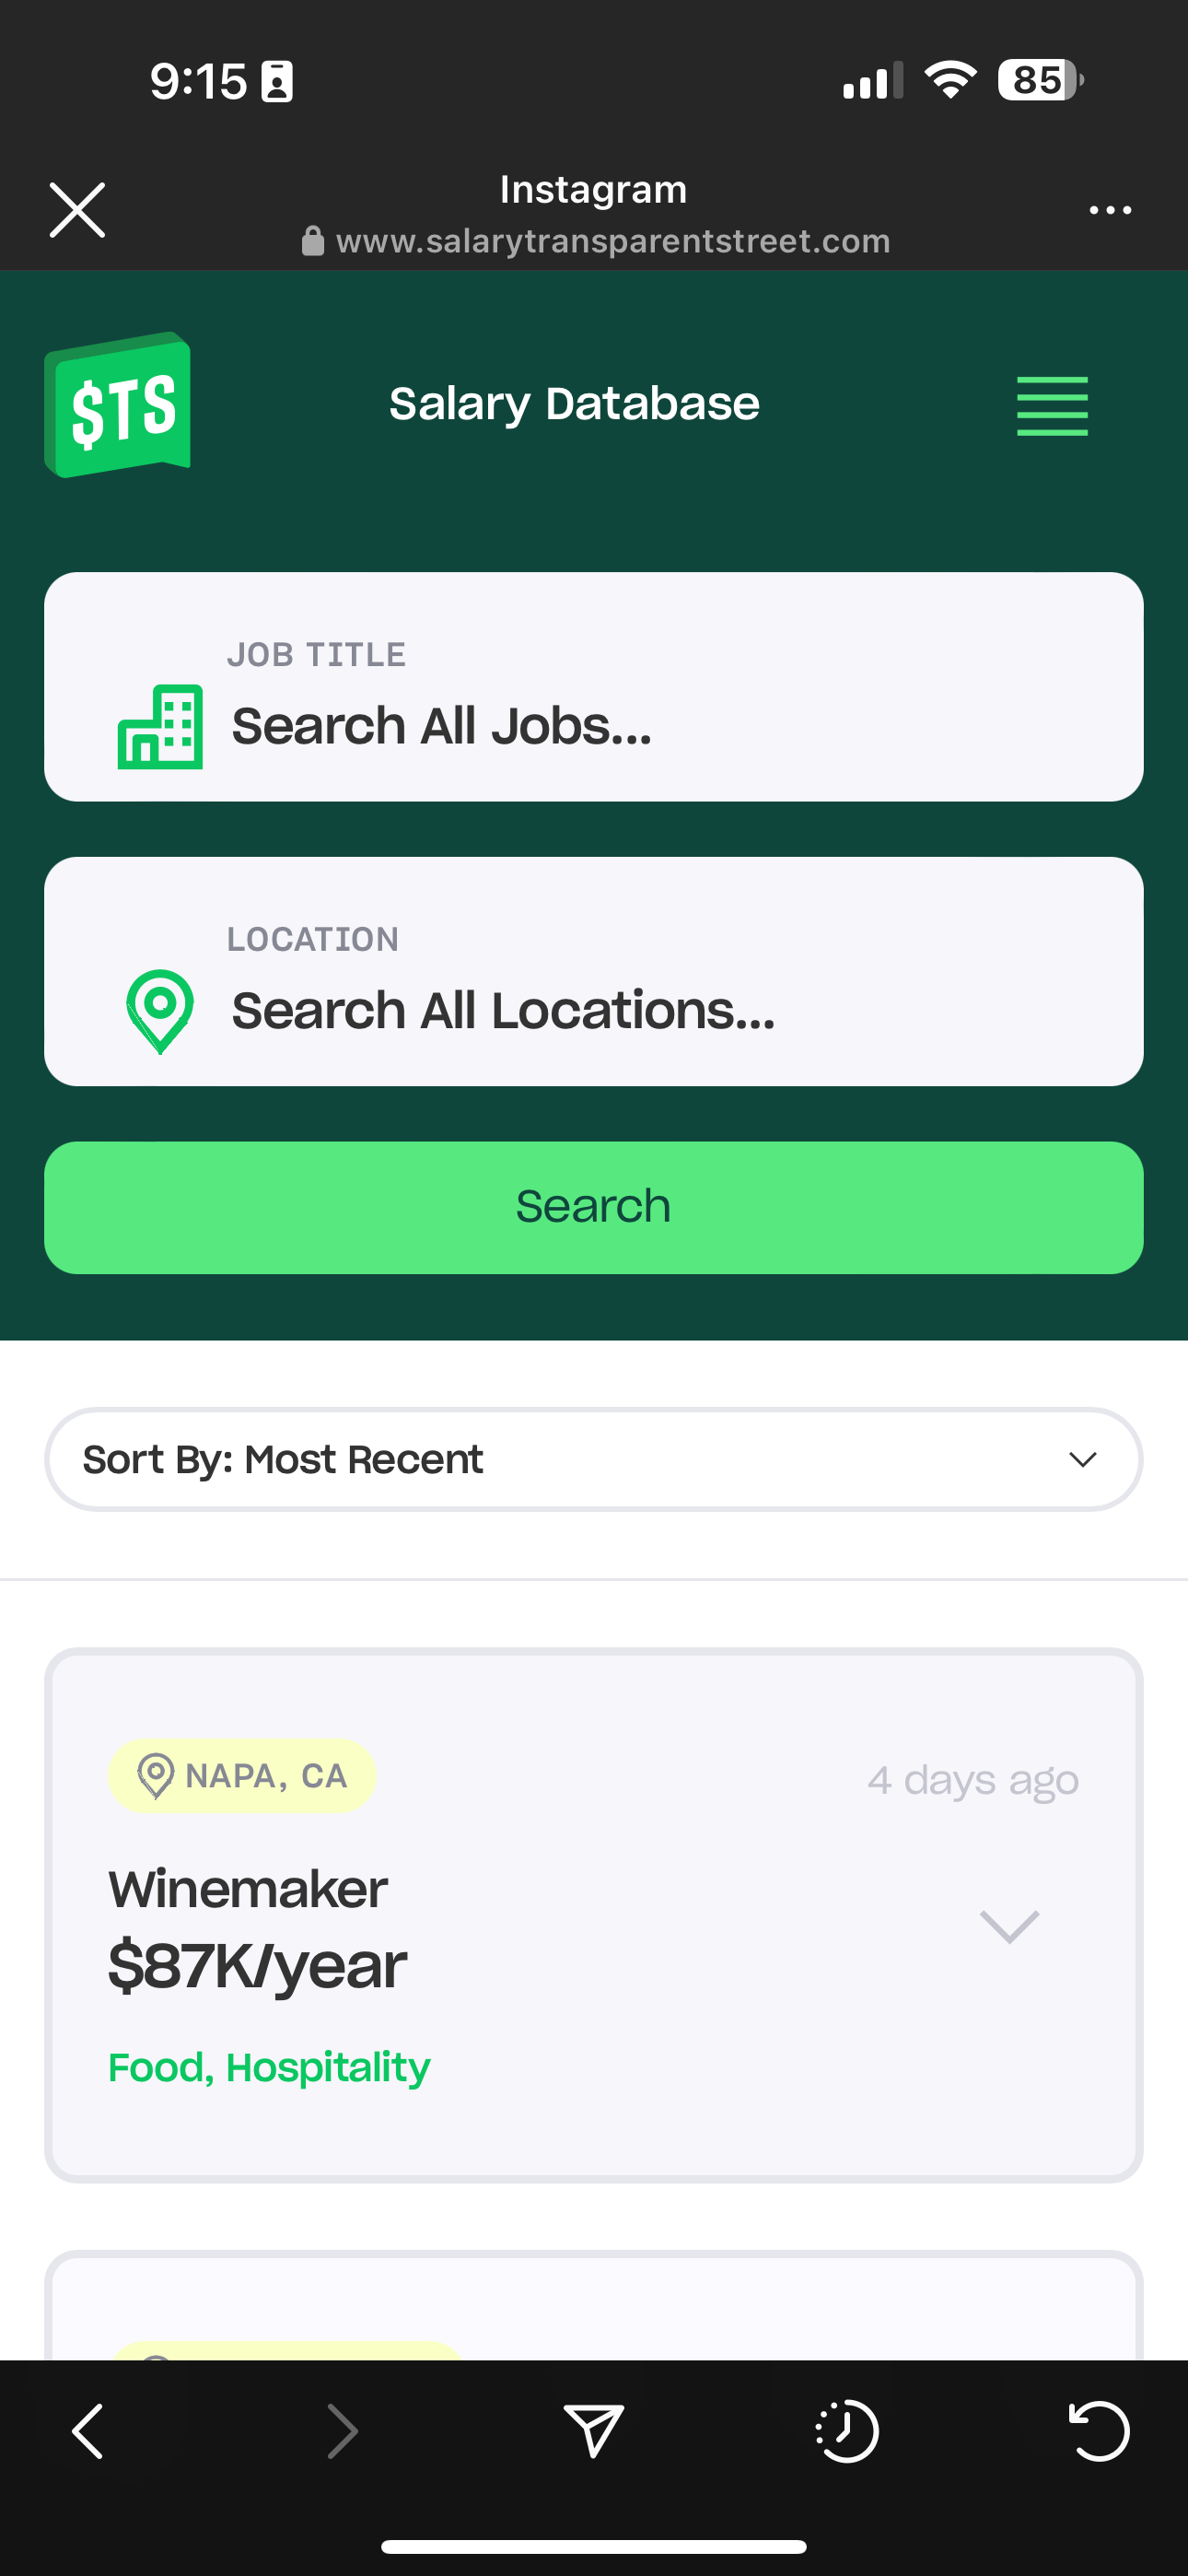 9:15
85
Instagram
www.salarytransparentstreet.com
$TS
Salary Database
JOB TITLE
Search All Jobs...
LOCATION
Search All Locations...
Search
Sort By: Most Recent
NAPA, CA
4 days ago
Winemaker
$87K/year
Food, Hospitality